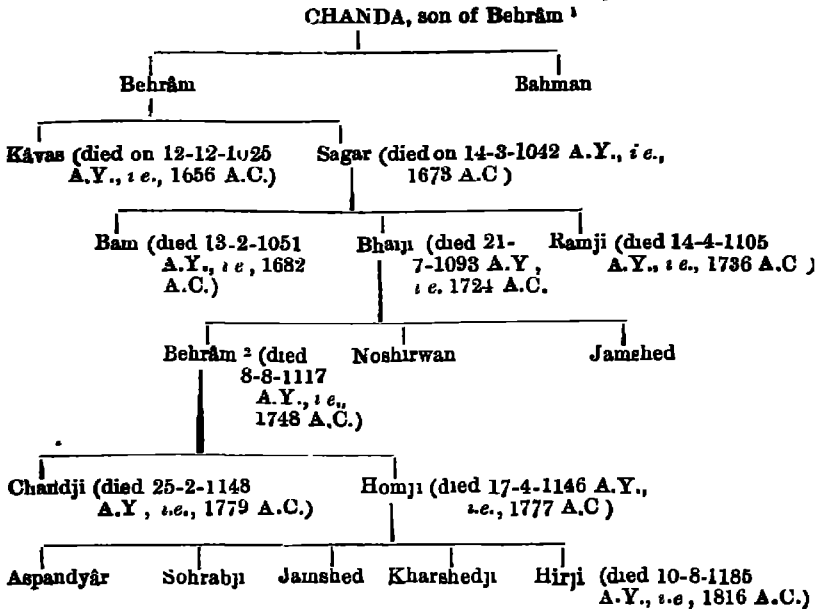 CHANDA, son of Behrâm ¹
Behrâm Bahman
Kâvas (died on 12-12-1025 Sagar (died on 14-3-1042 A.Y., i e.,
A.Y., i e., 1656 A.C.) 1673 A.C )
Bam (died 13-2-1051 Bhaiji (died 21- Ramji (died 14-4-1105
A.Y., i e , 1682 7-1093 A.Y , A.Y., i e., 1736 A.C )
A.C.) i e. 1724 A.C.
Behrâm ² (died Noshirwan Jamshed
8-8-1117
A.Y., i e.,
1748 A.C.)
Chandji (died 25-2-1148 Homji (died 17-4-1146 A.Y.,
A.Y , i.e., 1779 A.C.) i.e., 1777 A.C )
Aspandyâr Sohrabji Jamshed Kharshedji Hirji (died 10-8-1185
A.Y., i.e , 1816 A.C.)